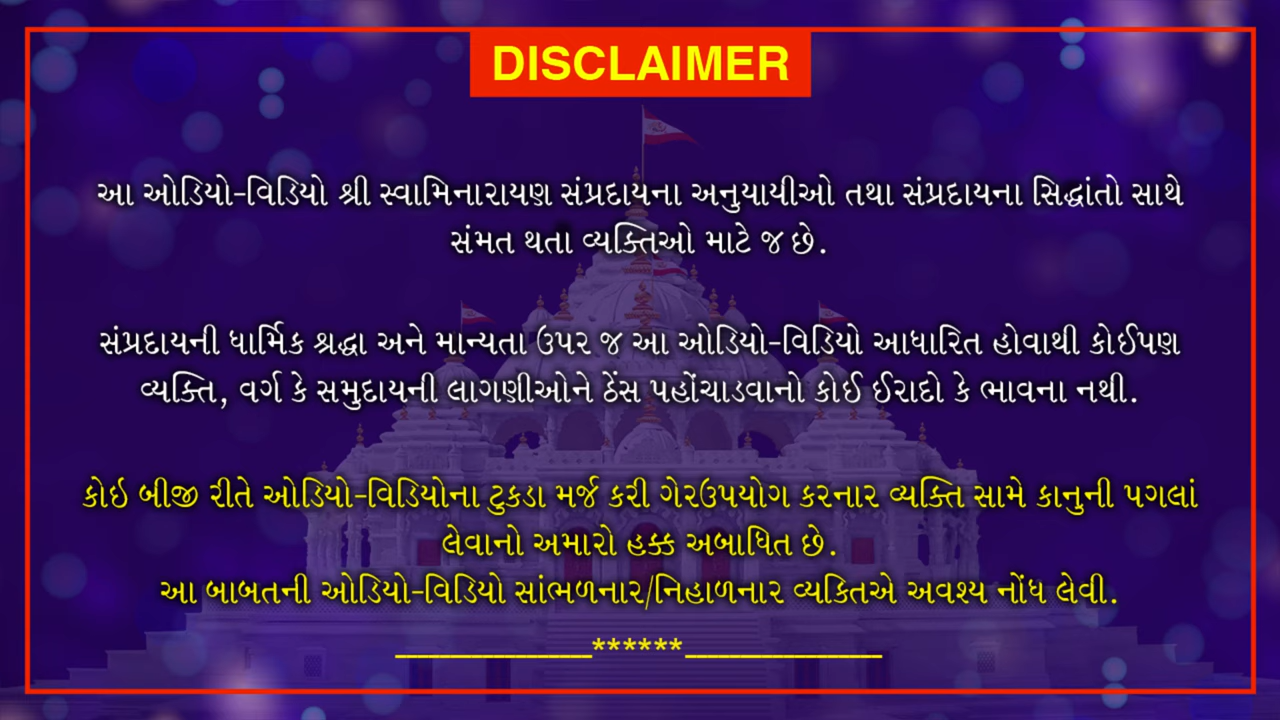 DISCLAIMER
આ ઓડિયો-વિડિયો શ્રી સ્વામિનારાયણ સંપ્રદાયના અનુયાયીઓ તથા સંપ્રદાયના સિદ્ધાંતો સાથે
સંમત થતા વ્યક્તિઓ માટે જ છે.
સંપ્રદાયની ધાર્મિક શ્રદ્ધા અને માન્યતા ઉપર જ આ ઓડિયો-વિડિયો આધારિત હોવાથી કોઈપણ
વ્યક્તિ, વર્ગ કે સમુદાયની લાગણીઓને ઠેંસ પહોંચાડવાનો કોઈ ઈરાદો કે ભાવના નથી.
કોઇ બીજી રીતે ઓડિયો-વિડિયોના ટુકડા મર્જ કરી ગેરઉપયોગ કરનાર વ્યક્તિ સામે કાનુની પગલાં
લેવાનો અમારો હક્ક અબાધિત છે.
આ બાબતની ઓડિયો-વિડિયો સાંભળનાર/નિહાળનાર વ્યકિતએ અવશ્ય નોંધ લેવી.
________________******________________